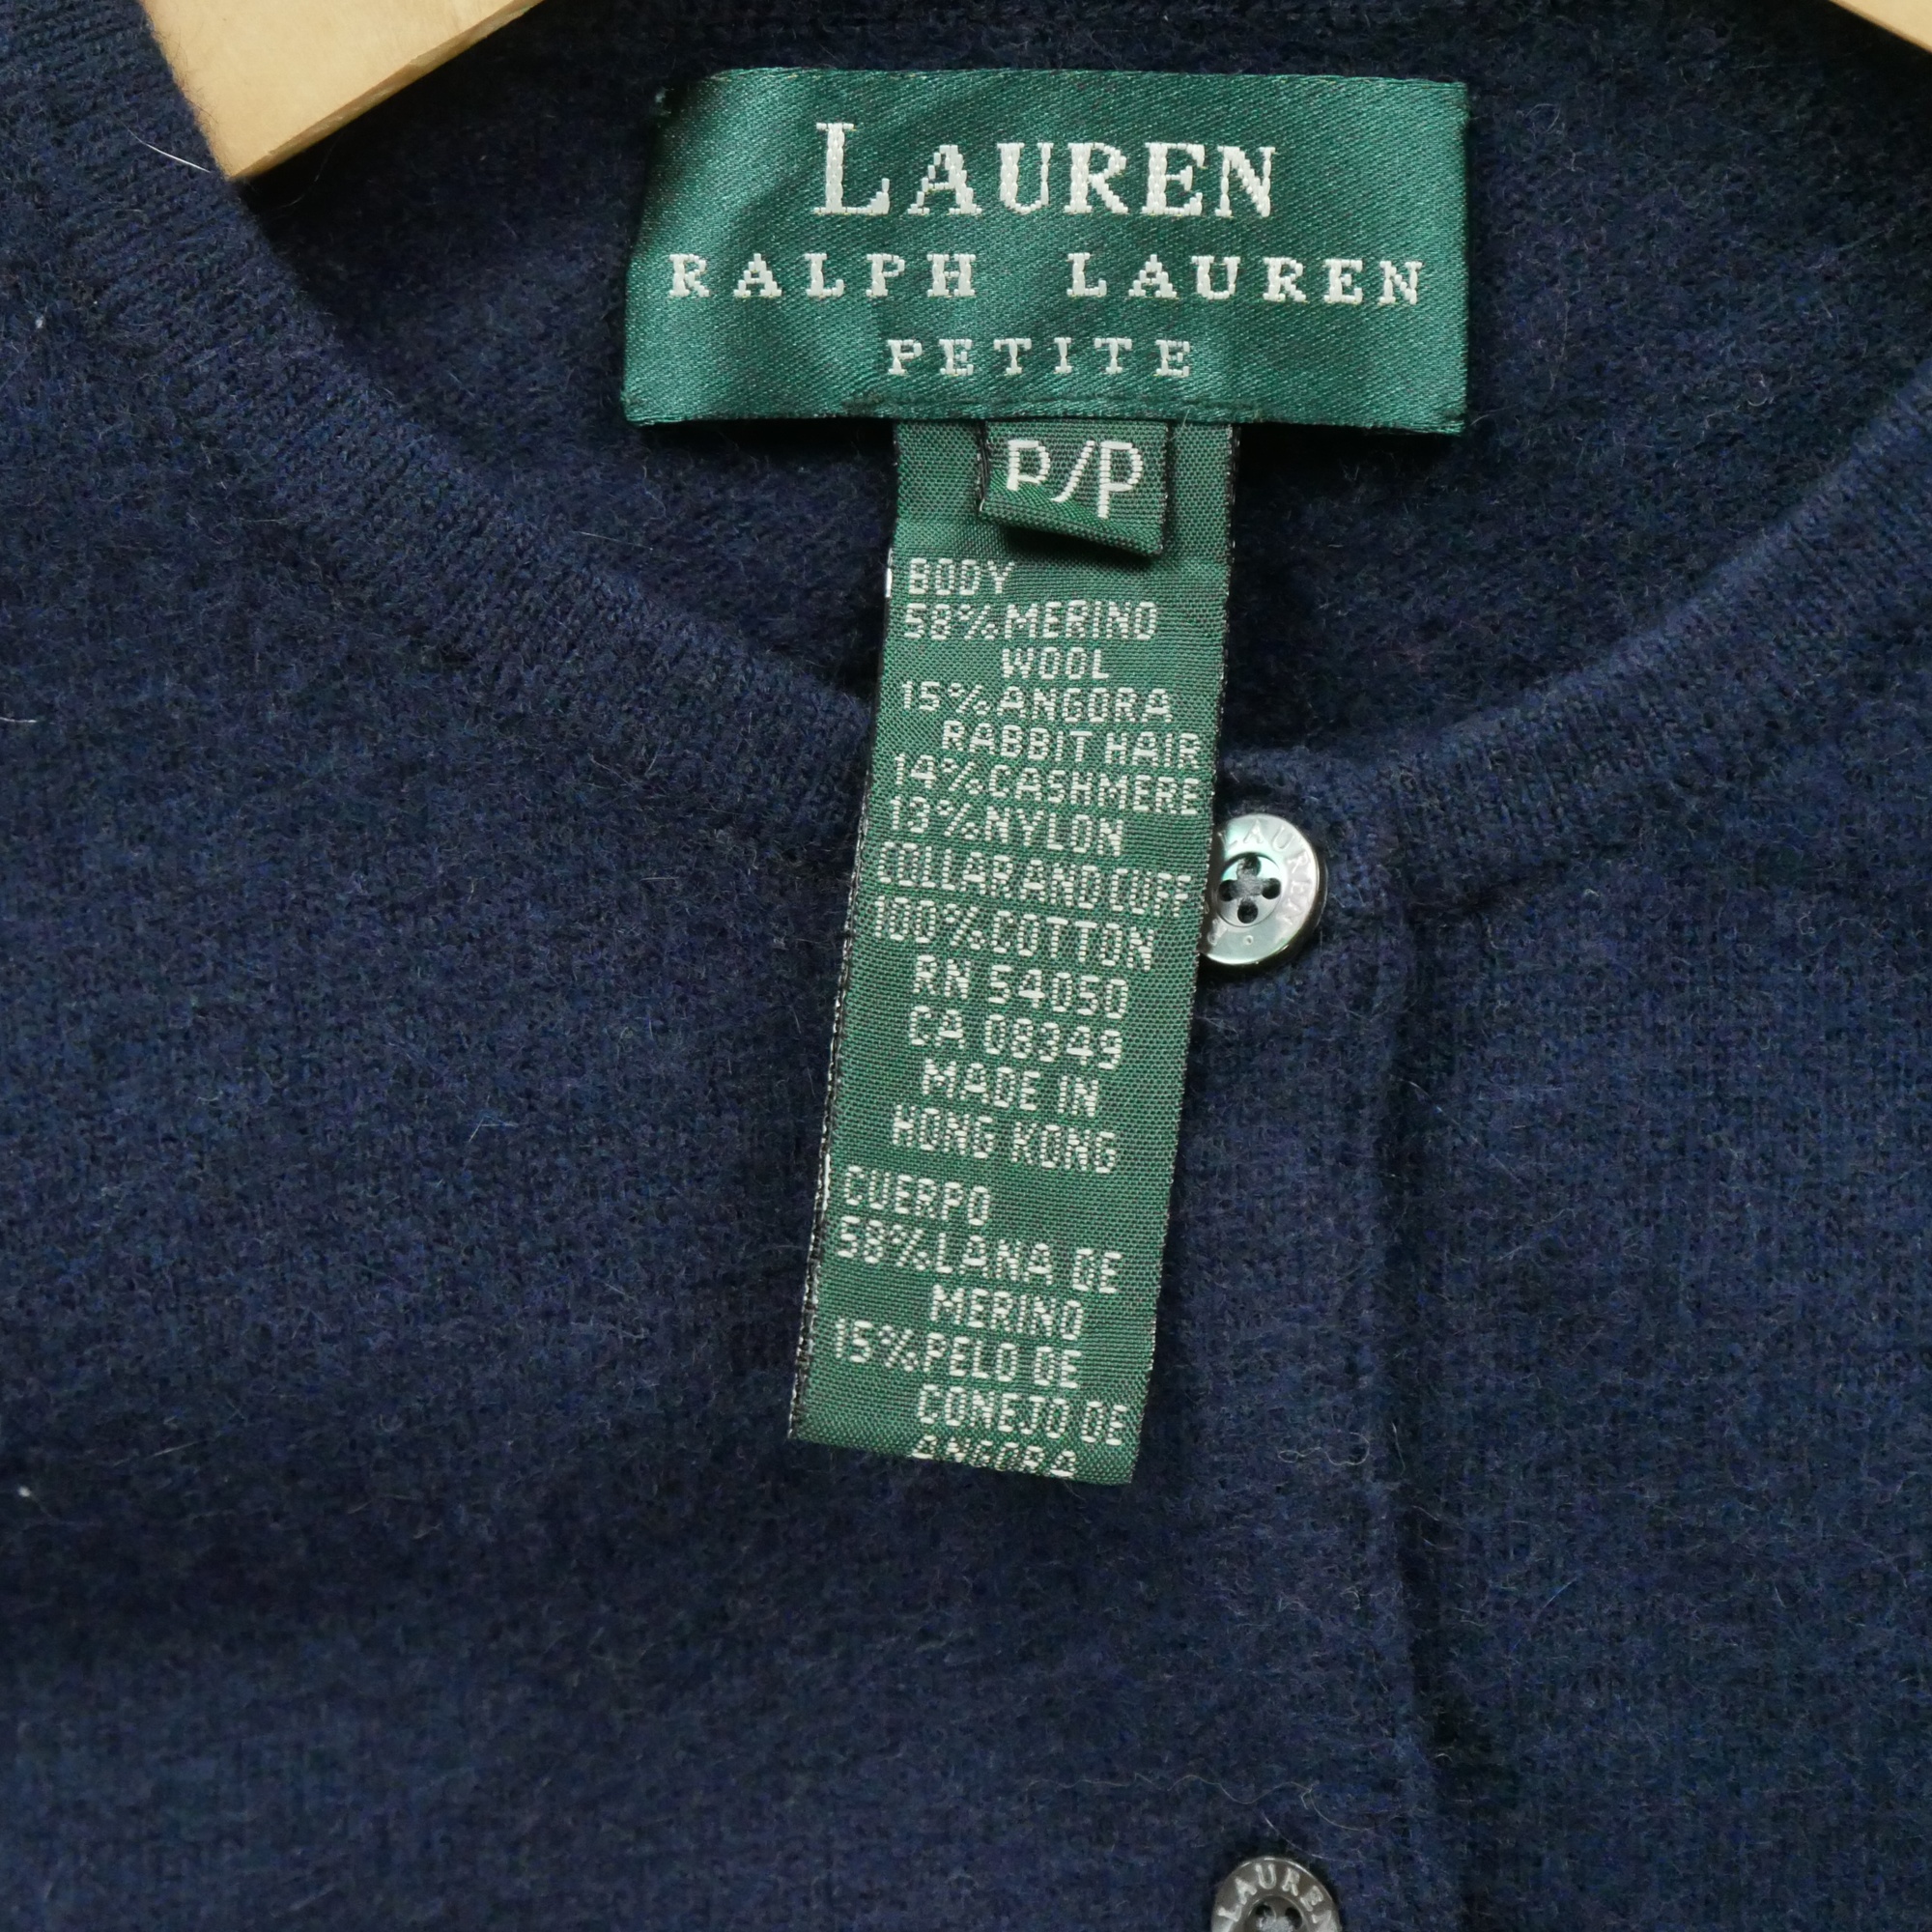 LAUREN
RALPH LAUREN
PETITE
P/P
BODY
58%MERINO
WOOL
15%ANGORA
RABBIT HAIR
14%CASHMERE
13%NYLON
COLLAR AND CUFF
100%COTTON
RN 54050
CA 08349
MADE IN
HONG KONG
CUERPO
58%LANA DE
MERINO
15%PELO DE
CONEJO DE
ANGORA
LAUREN
LAUREN